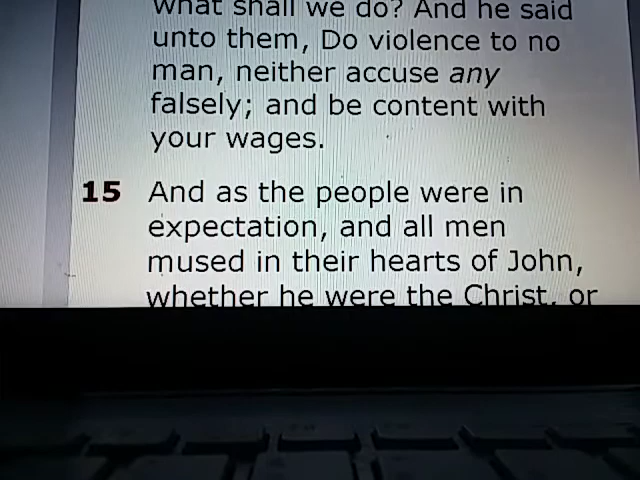 what shall we do? And he said
unto them, Do violence to no
man, neither accuse any
falsely; and be content with
your wages.
15 And as the people were in
expectation, and all men
mused in their hearts of John,
whether he were the Christ, or